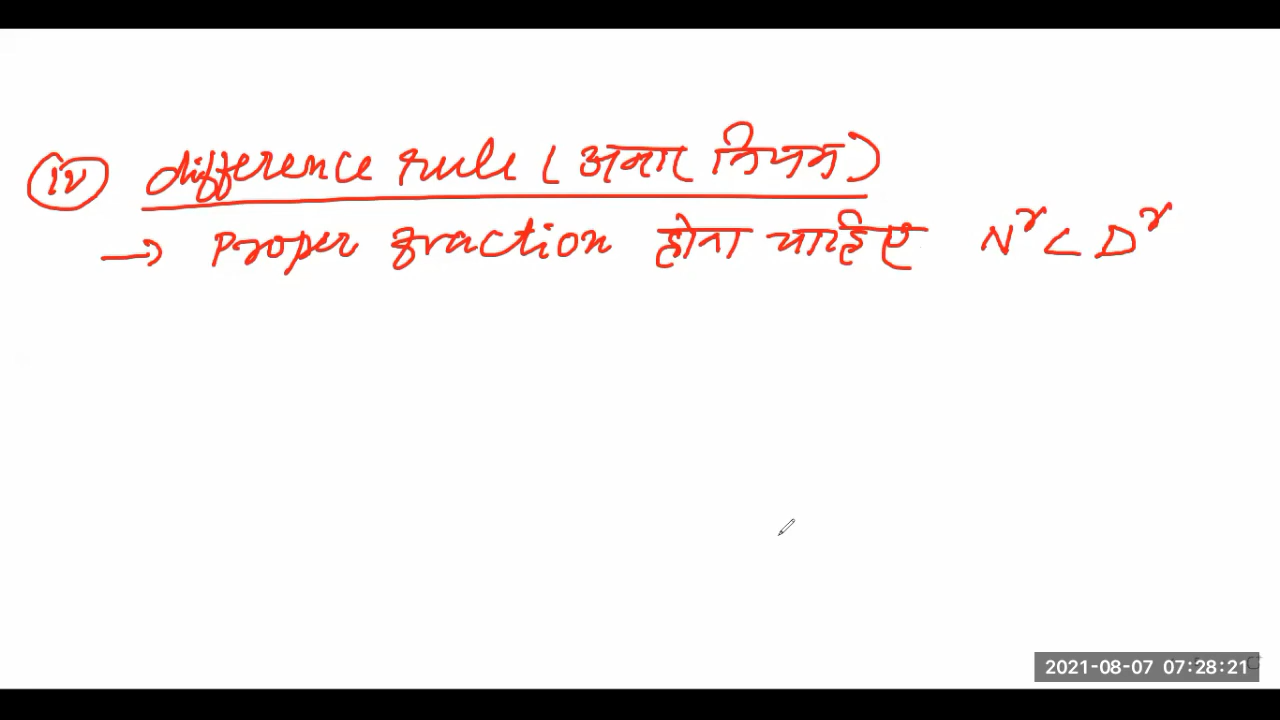 (iv) difference rule (अन्तर नियम)
→ Proper fraction होना चाहिए Nʳ < Dʳ
2021-08-07 07:28:21